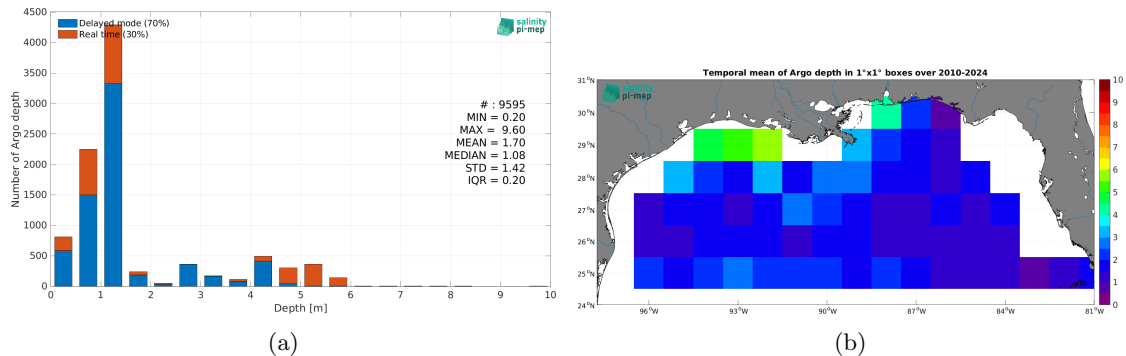 Delayed mode (70%)
Real time (30%)
salinity
pi-mep
4500
4000
3500
3000
2500
2000
1500
1000
500
0
Number of Argo depth
# : 9595
MIN = 0.20
MAX = 9.60
MEAN = 1.70
MEDIAN = 1.08
STD = 1.42
IQR = 0.20
0 1 2 3 4 5 6 7 8 9 10
Depth [m]
(a)
Temporal mean of Argo depth in 1°x1° boxes over 2010-2024
salinity
pi-mep
31°N
30°N
29°N
28°N
27°N
26°N
25°N
24°N
96°W 93°W 90°W 87°W 84°W 81°W
10
9
8
7
6
5
4
3
2
1
0
(b)